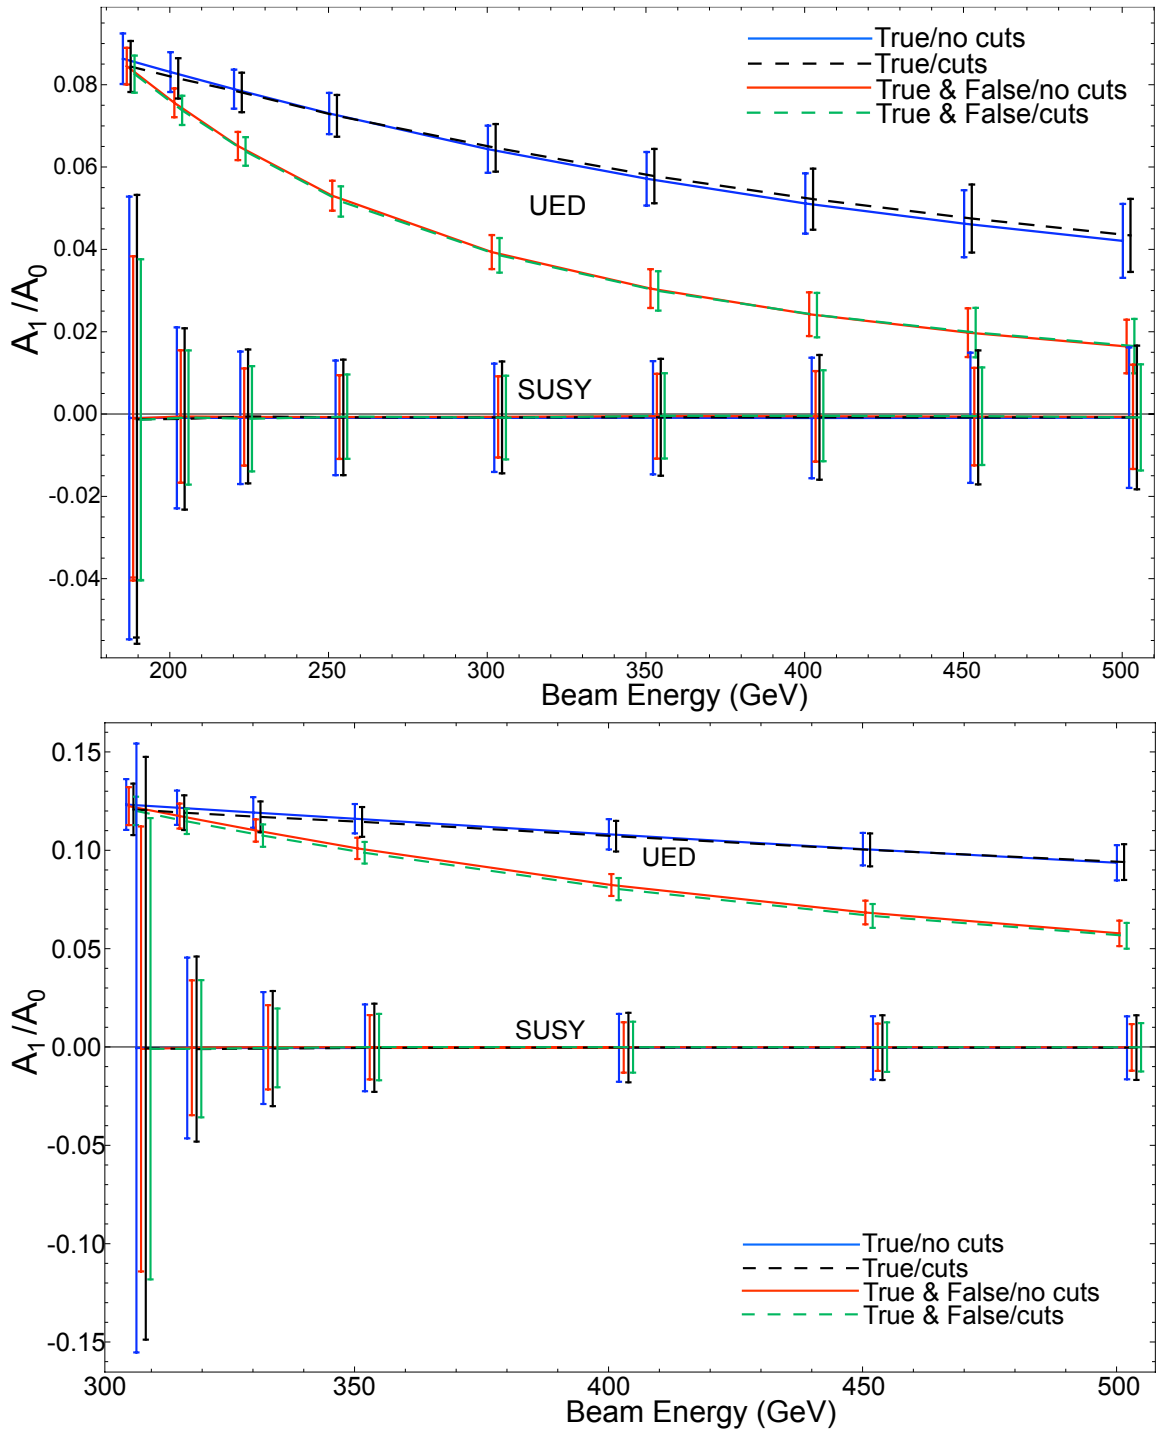 True/no cuts
True/cuts
True & False/no cuts
True & False/cuts
0.08
0.06
UED
0.04
A1/A0
0.02
SUSY
0.00
-0.02
-0.04
200 250 300 350 400 450 500
Beam Energy (GeV)
0.15
0.10
UED
0.05
A1/A0
SUSY
0.00
-0.05
-0.10
True/no cuts
True/cuts
True & False/no cuts
True & False/cuts
-0.15
300 350 400 450 500
Beam Energy (GeV)